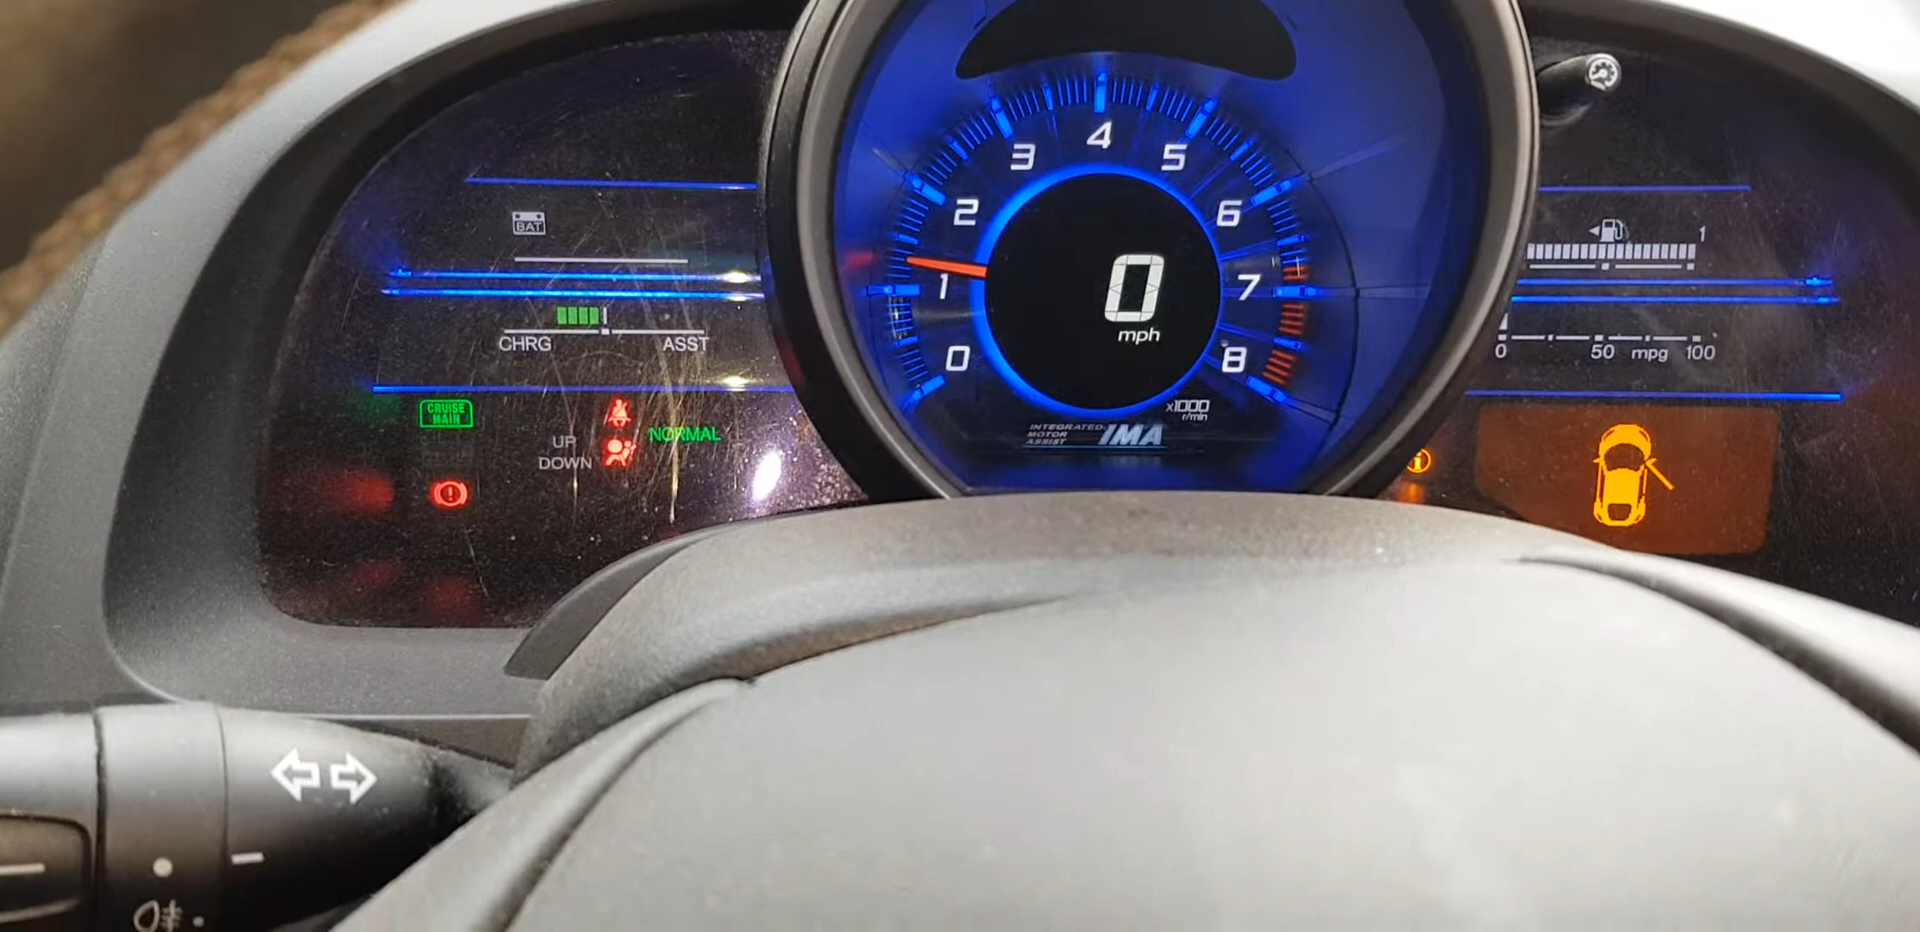 BAT
CHRG ASST
CRUISE
MAIN
UP
DOWN
NORMAL
0
1
2
3
4
5
6
7
8
0
mph
x1000
r/min
INTEGRATED
MOTOR
ASSIST
IMA
1
0 50 mpg 100